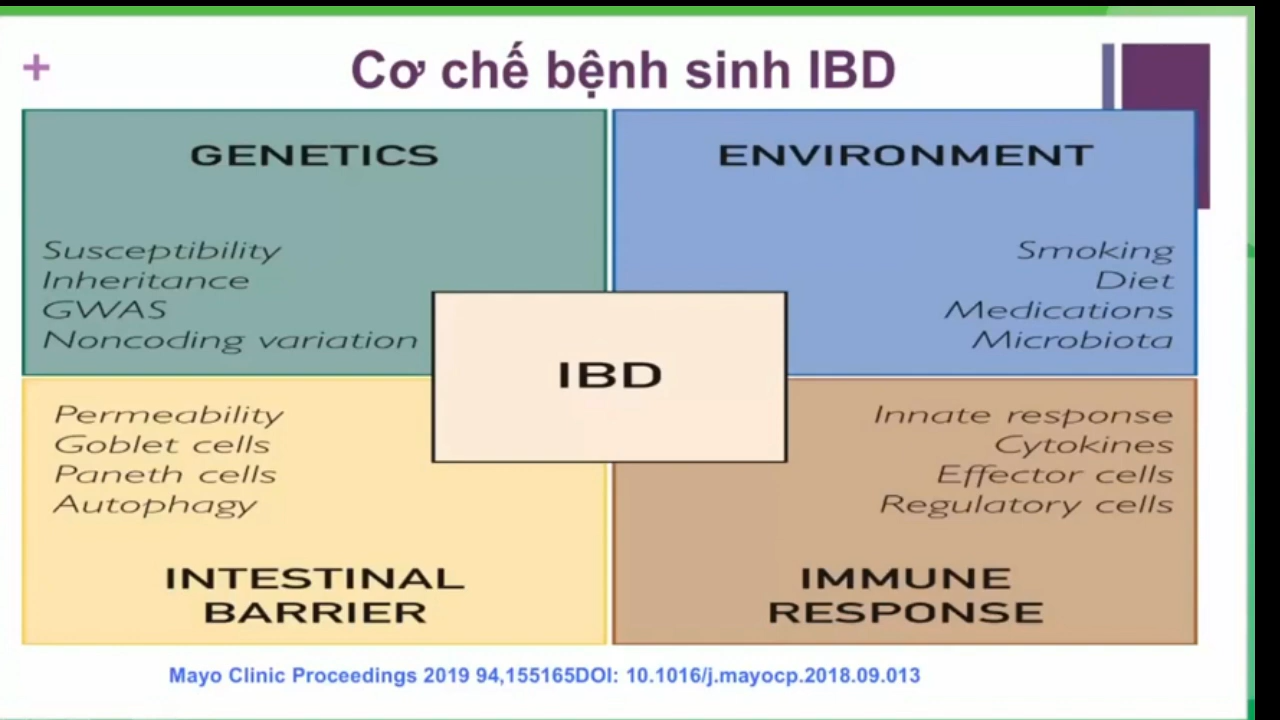 +
Cơ chế bệnh sinh IBD
GENETICS
Susceptibility
Inheritance
GWAS
Noncoding variation
ENVIRONMENT
Smoking
Diet
Medications
Microbiota
IBD
Permeability
Goblet cells
Paneth cells
Autophagy
INTESTINAL
BARRIER
Innate response
Cytokines
Effector cells
Regulatory cells
IMMUNE
RESPONSE
Mayo Clinic Proceedings 2019 94,155165DOI: 10.1016/j.mayocp.2018.09.013